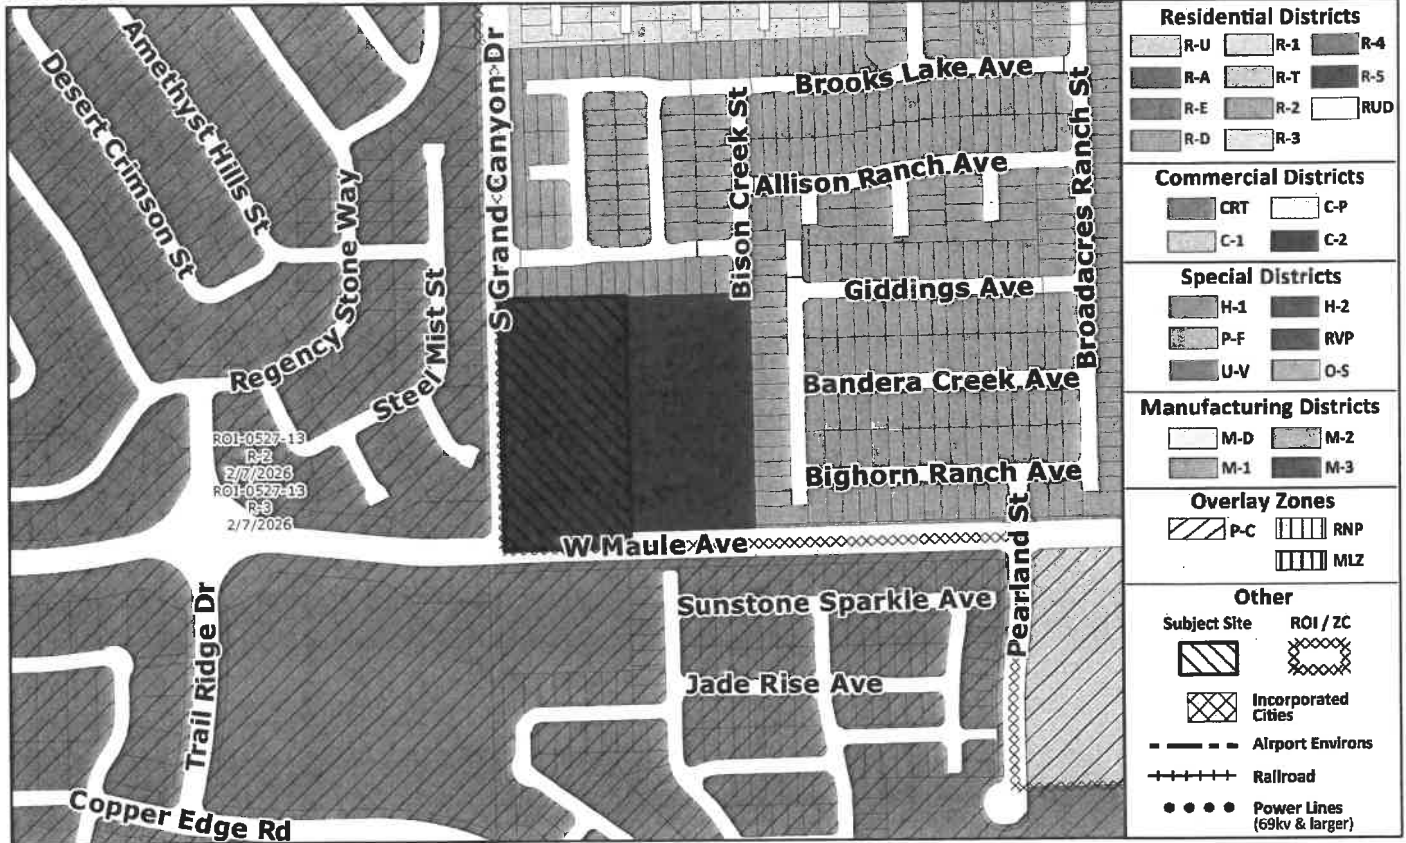 Amethyst Hills St
Desert Crimson St
Regency Stone Way
Steel Mist St
S Grand Canyon Dr
Brooks Lake Ave
Bison Creek St
Allison Ranch Ave
Broadacres Ranch St
Giddings Ave
Bandera Creek Ave
Bighorn Ranch Ave
ROI-0527-13
R-2
2/7/2026
ROI-0527-13
R-3
2/7/2026
W Maule Ave
Pearland St
Sunstone Sparkle Ave
Jade Rise Ave
Trail Ridge Dr
Copper Edge Rd
Residential Districts
R-U R-1 R-4
R-A R-T R-5
R-E R-2 RUD
R-D R-3
Commercial Districts
CRT C-P
C-1 C-2
Special Districts
H-1 H-2
P-F RVP
U-V O-S
Manufacturing Districts
M-D M-2
M-1 M-3
Overlay Zones
P-C RNP
MLZ
Other
Subject Site ROI / ZC
Incorporated
Cities
Airport Environs
Railroad
Power Lines
(69kv & larger)